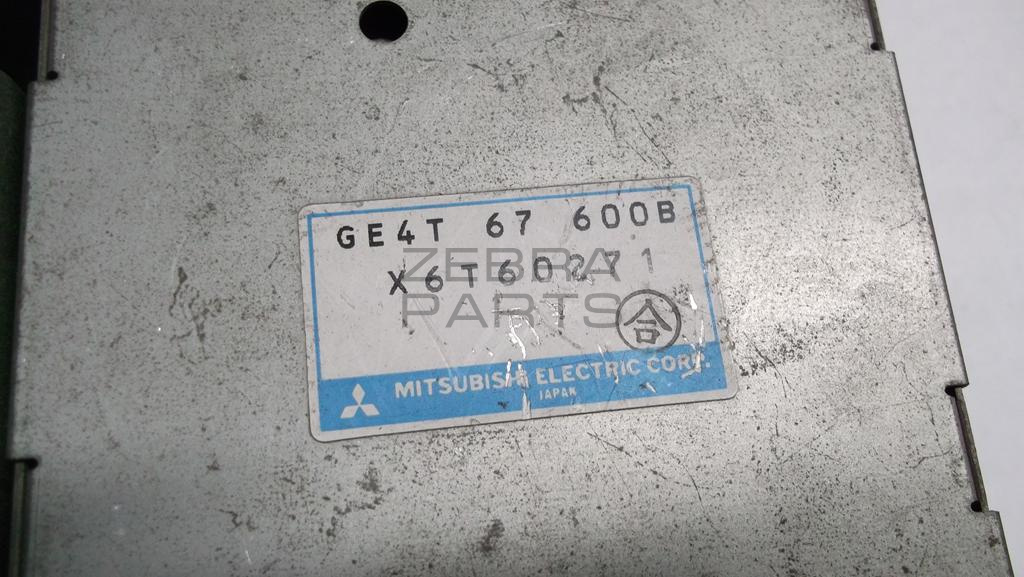 GE4T 67 600B
X6T60271
ZEBRA
PARTS
合
MITSUBISHI ELECTRIC CORP.
JAPAN